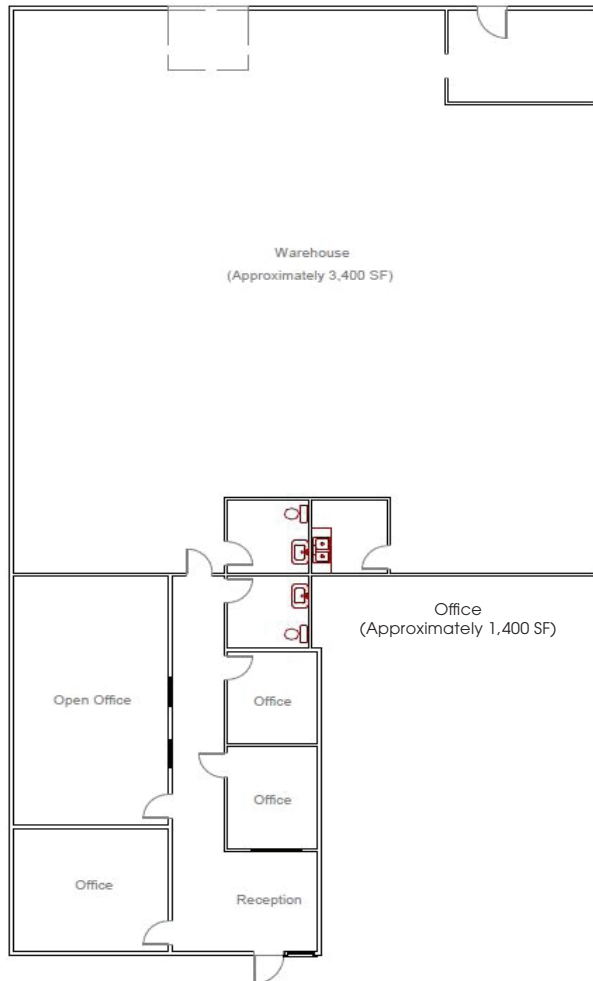 Warehouse
(Approximately 3,400 SF)
Office
(Approximately 1,400 SF)
Open Office
Office
Office
Office
Reception